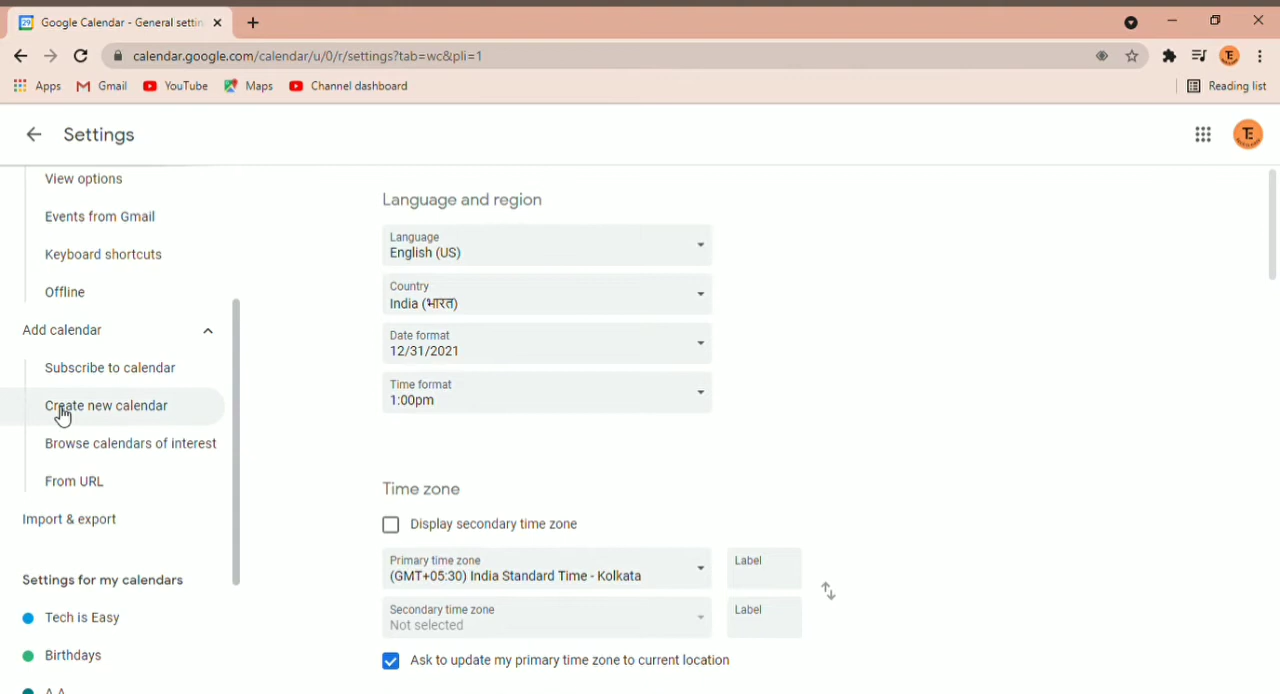 Google Calendar - General settin
calendar.google.com/calendar/u/0/r/settings?tab=wc&pli=1
Apps Gmail YouTube Maps Channel dashboard Reading list
Settings
View options
Events from Gmail
Keyboard shortcuts
Offline
Add calendar
Subscribe to calendar
Create new calendar
Browse calendars of interest
From URL
Import & export
Settings for my calendars
Tech is Easy
Birthdays
Language and region
Language
English (US)
Country
India (भारत)
Date format
12/31/2021
Time format
1:00pm
Time zone
Display secondary time zone
Primary time zone
(GMT+05:30) India Standard Time - Kolkata
Label
Secondary time zone
Not selected
Label
Ask to update my primary time zone to current location